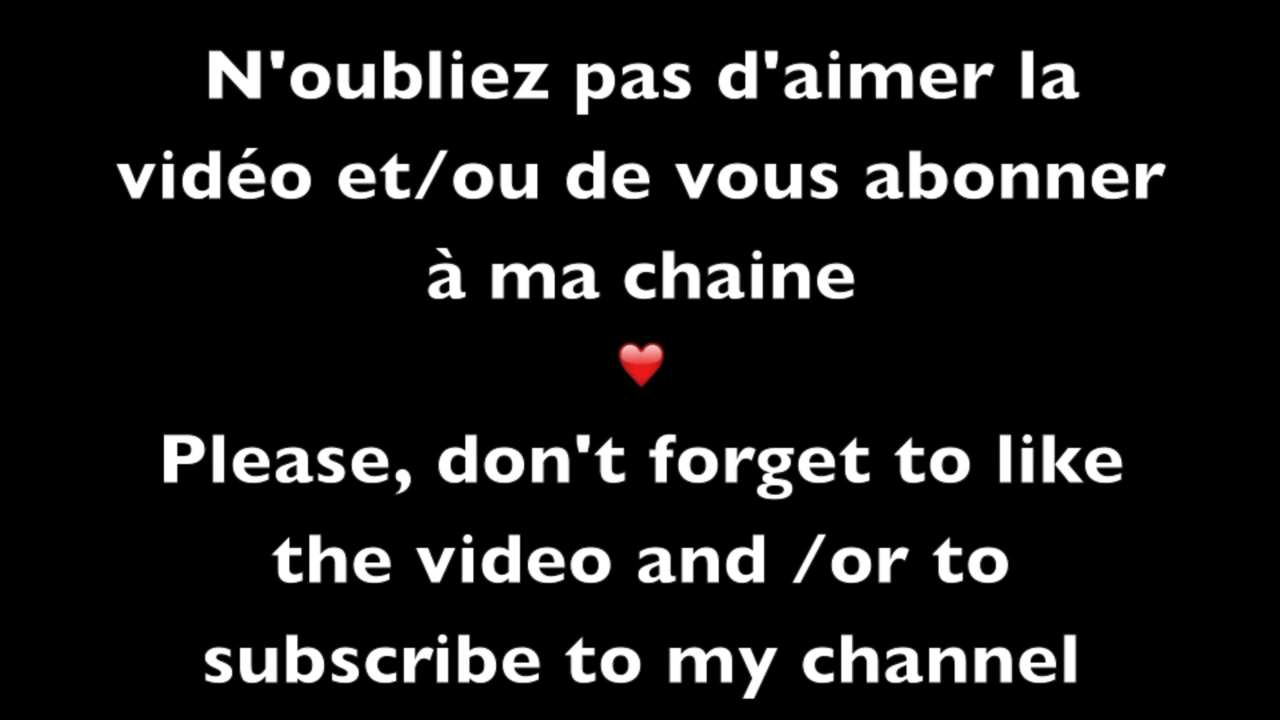 N'oubliez pas d'aimer la
vidéo et/ou de vous abonner
à ma chaine
❤️
Please, don't forget to like
the video and /or to
subscribe to my channel